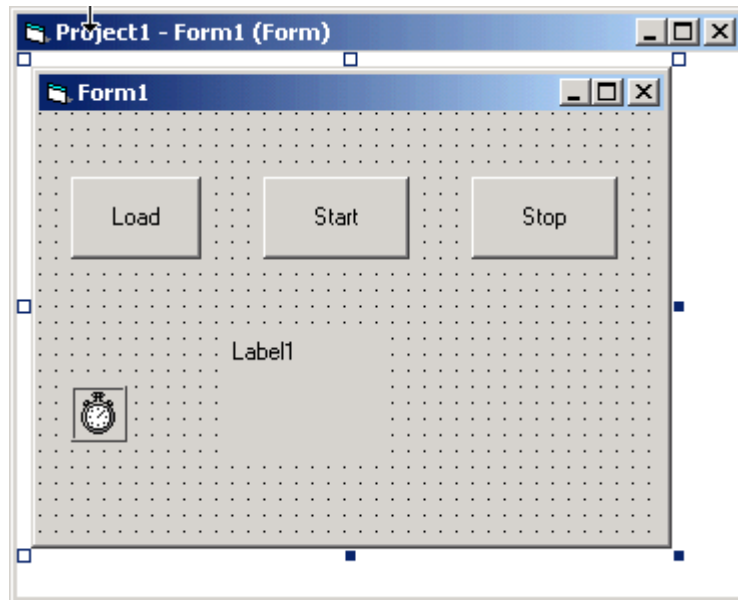 Project1 - Form1 (Form)
Form1
Load
Start
Stop
Label1